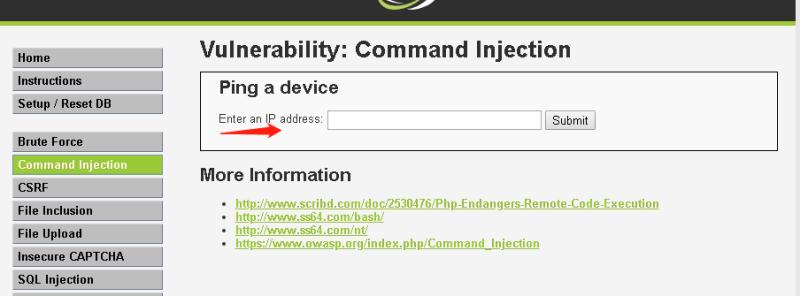 Vulnerability: Command Injection
Home
Instructions
Setup / Reset DB
Brute Force
Command Injection
CSRF
File Inclusion
File Upload
Insecure CAPTCHA
SQL Injection
Ping a device
Enter an IP address:
Submit
More Information
http://www.scribd.com/doc/2530476/Php-Endangers-Remote-Code-Execution
http://www.ss64.com/bash/
http://www.ss64.com/nt/
https://www.owasp.org/index.php/Command_Injection